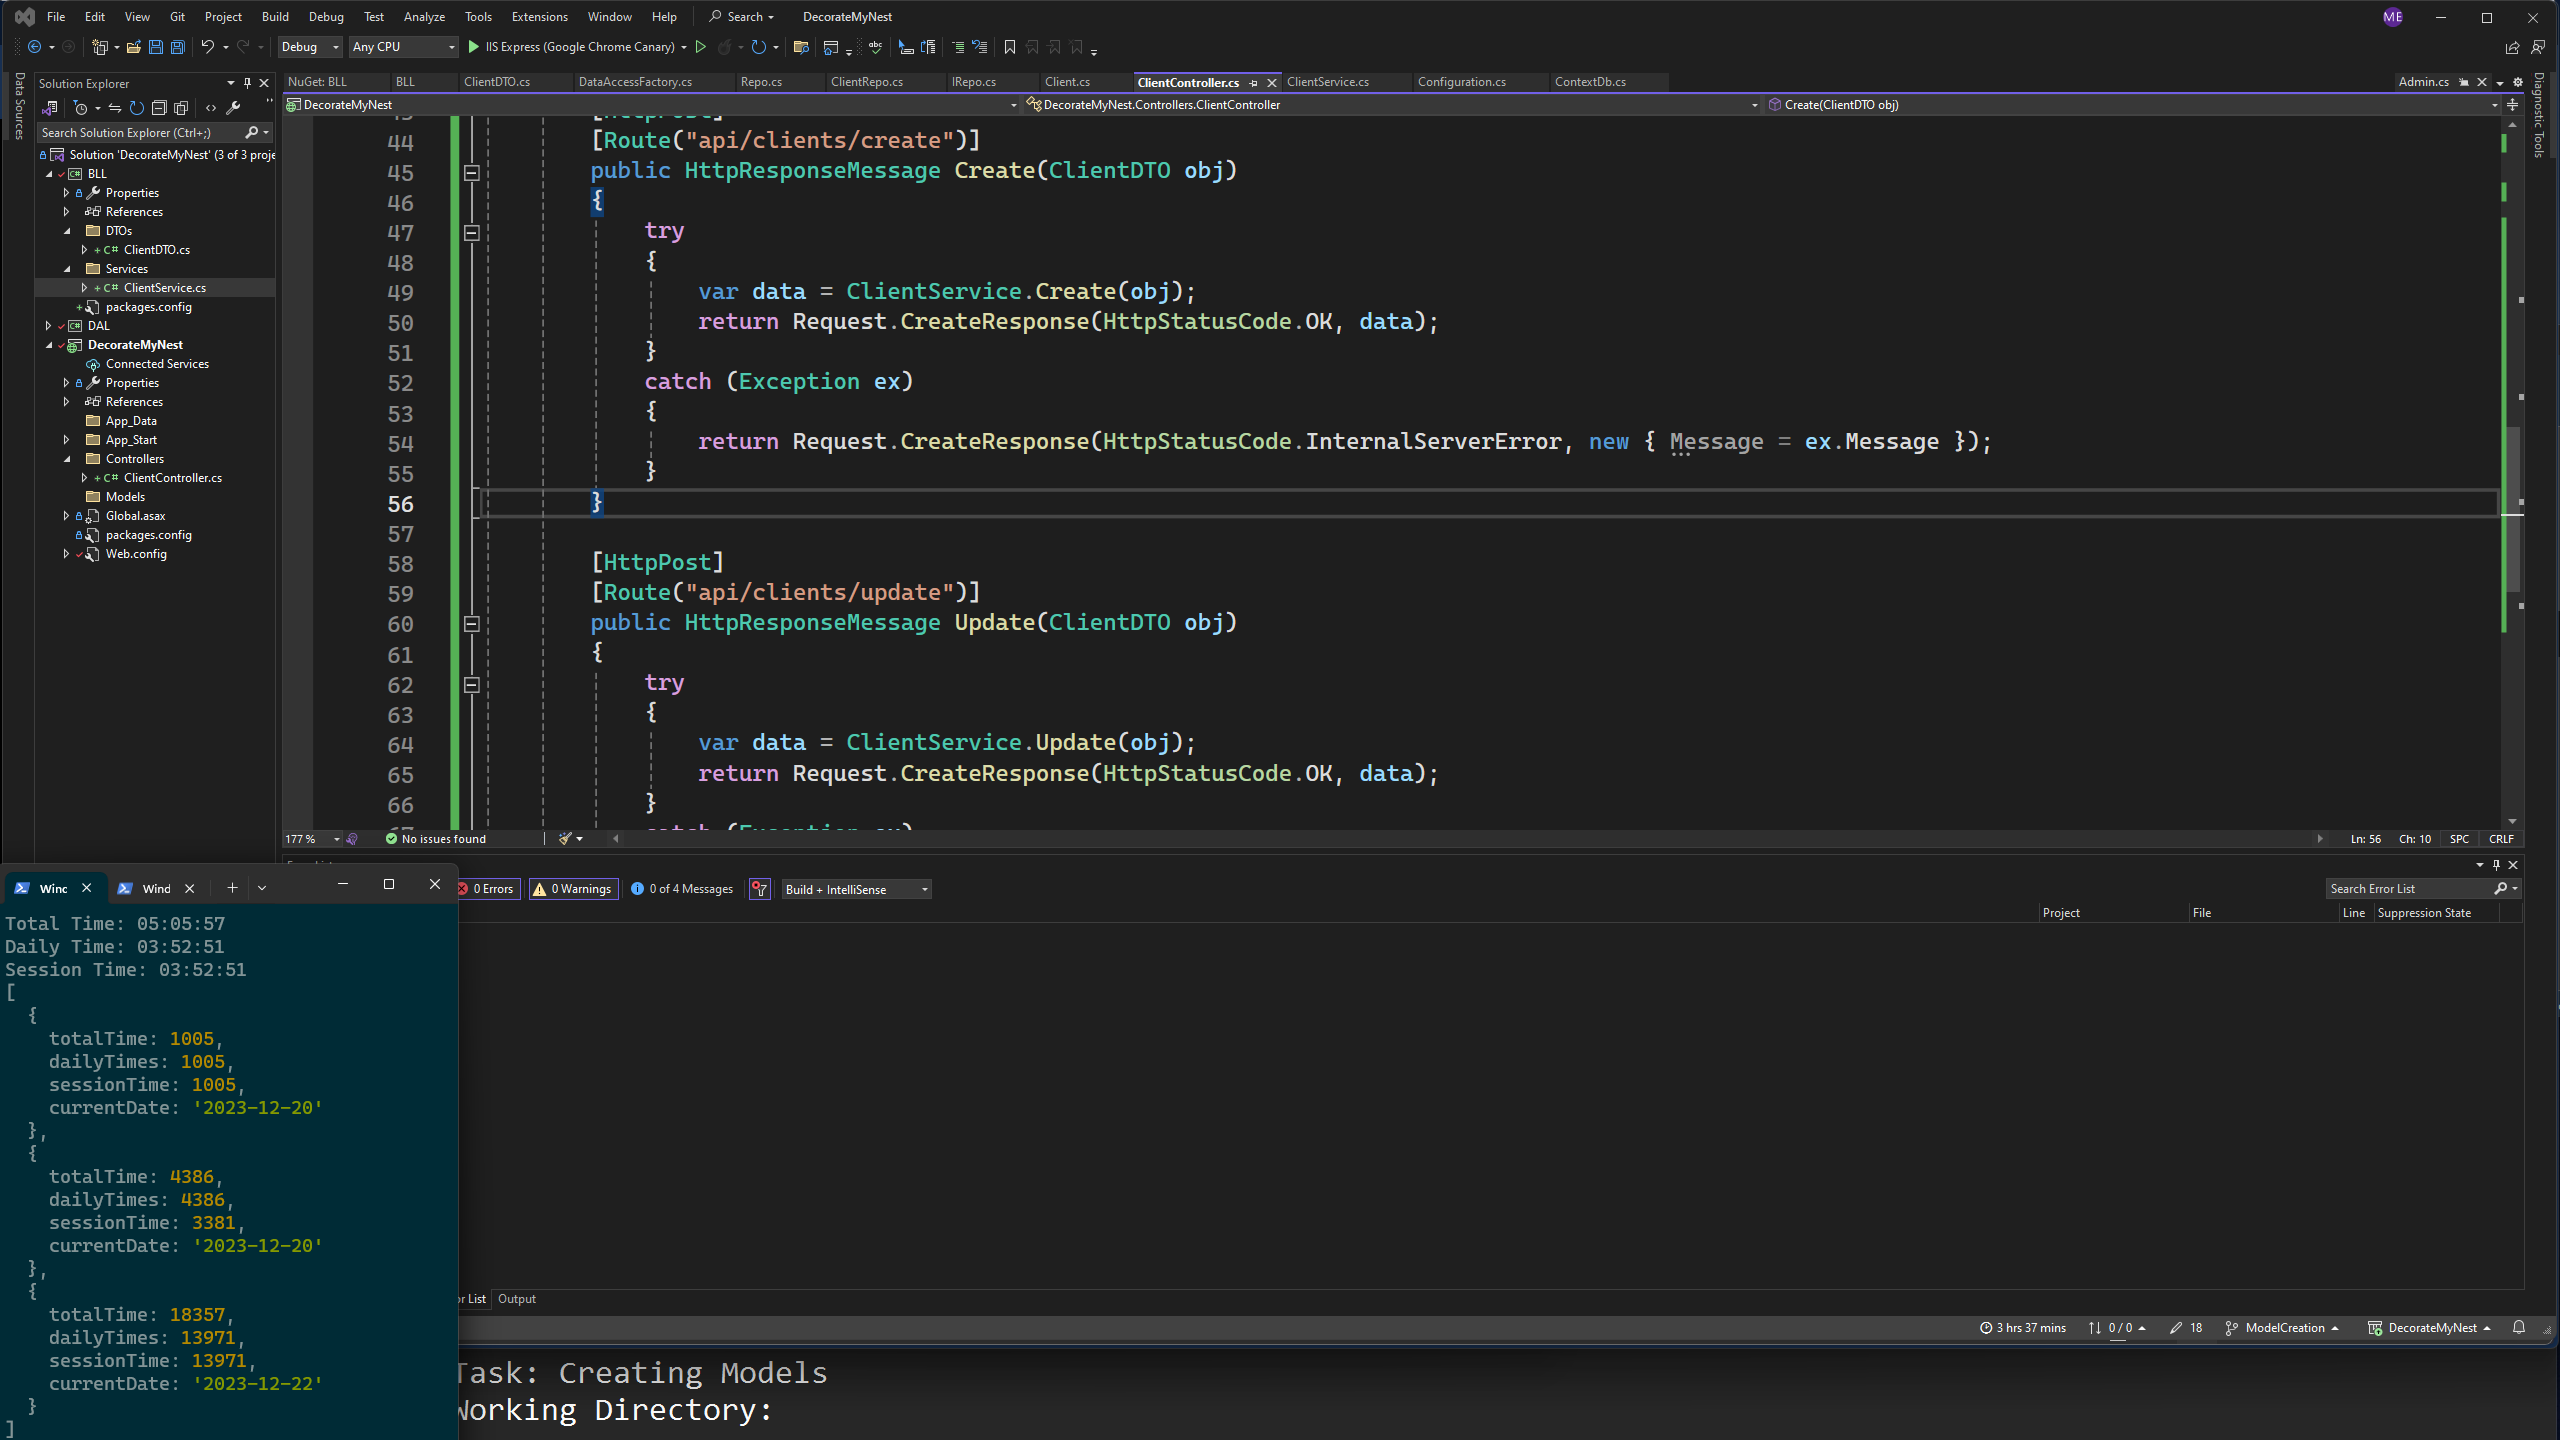 File Edit View Git Project Build Debug Test Analyze Tools Extensions Window Help Search DecorateMyNest ME
Debug Any CPU IIS Express (Google Chrome Canary)
Data Sources
Solution Explorer
Search Solution Explorer (Ctrl+;)
Solution 'DecorateMyNest' (3 of 3 proje
BLL
Properties
References
DTOs
C# ClientDTO.cs
Services
C# ClientService.cs
packages.config
DAL
DecorateMyNest
Connected Services
Properties
References
App_Data
App_Start
Controllers
C# ClientController.cs
Models
Global.asax
packages.config
Web.config
NuGet: BLL BLL ClientDTO.cs DataAccessFactory.cs Repo.cs ClientRepo.cs IRepo.cs Client.cs ClientController.cs ClientService.cs Configuration.cs ContextDb.cs Admin.cs
DecorateMyNest DecorateMyNest.Controllers.ClientController Create(ClientDTO obj)
Diagnostic Tools
44 [Route("api/clients/create")]
45 public HttpResponseMessage Create(ClientDTO obj)
46 {
47 try
48 {
49 var data = ClientService.Create(obj);
50 return Request.CreateResponse(HttpStatusCode.OK, data);
51 }
52 catch (Exception ex)
53 {
54 return Request.CreateResponse(HttpStatusCode.InternalServerError, new { Message = ex.Message });
55 }
56 }
57
58 [HttpPost]
59 [Route("api/clients/update")]
60 public HttpResponseMessage Update(ClientDTO obj)
61 {
62 try
63 {
64 var data = ClientService.Update(obj);
65 return Request.CreateResponse(HttpStatusCode.OK, data);
66 }
177 % No issues found Ln: 56 Ch: 10 SPC CRLF
0 Errors 0 Warnings 0 of 4 Messages Build + IntelliSense Search Error List
Project File Line Suppression State
Winc Wind
Total Time: 05:05:57
Daily Time: 03:52:51
Session Time: 03:52:51
[
{
totalTime: 1005,
dailyTimes: 1005,
sessionTime: 1005,
currentDate: '2023-12-20'
},
{
totalTime: 4386,
dailyTimes: 4386,
sessionTime: 3381,
currentDate: '2023-12-20'
},
{
totalTime: 18357,
dailyTimes: 13971,
sessionTime: 13971,
currentDate: '2023-12-22'
}
]
or List Output
3 hrs 37 mins 0 / 0 18 ModelCreation DecorateMyNest
Task: Creating Models
Working Directory: